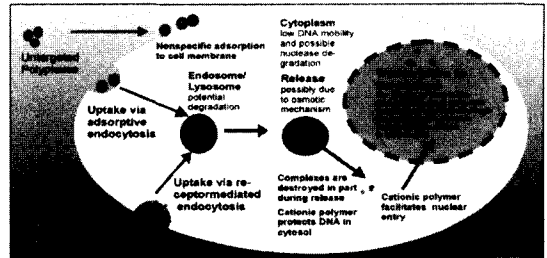 Untargeted
Polyplexes
Nonspecific adsorption
to cell membrane
Cytoplasm
low DNA mobility
and possible
nuclease de-
gradation
Endosome/
Lysosome
potential
degradation
Release
possibly due to
osmotic
mechanism
Uptake via
adsorptive
endocytosis
Uptake via re-
ceptormediated
endocytosis
Complexes are
destroyed in part
during release
Cationic polymer
protects DNA in
cytosol
Cationic polymer
facilitates nuclear
entry